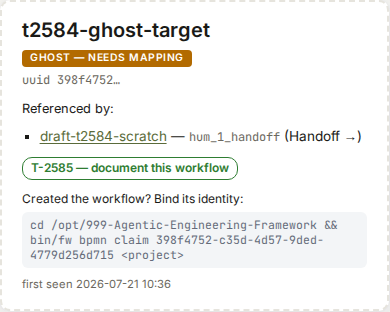 t2584-ghost-target
GHOST — NEEDS MAPPING
uuid 398f4752…
Referenced by:
▪ draft-t2584-scratch — hum_1_handoff (Handoff →)
T-2585 — document this workflow
Created the workflow? Bind its identity:
cd /opt/999-Agentic-Engineering-Framework &&
bin/fw bpmn claim 398f4752-c35d-4d57-9ded-
4779d256d715 <project>
first seen 2026-07-21 10:36